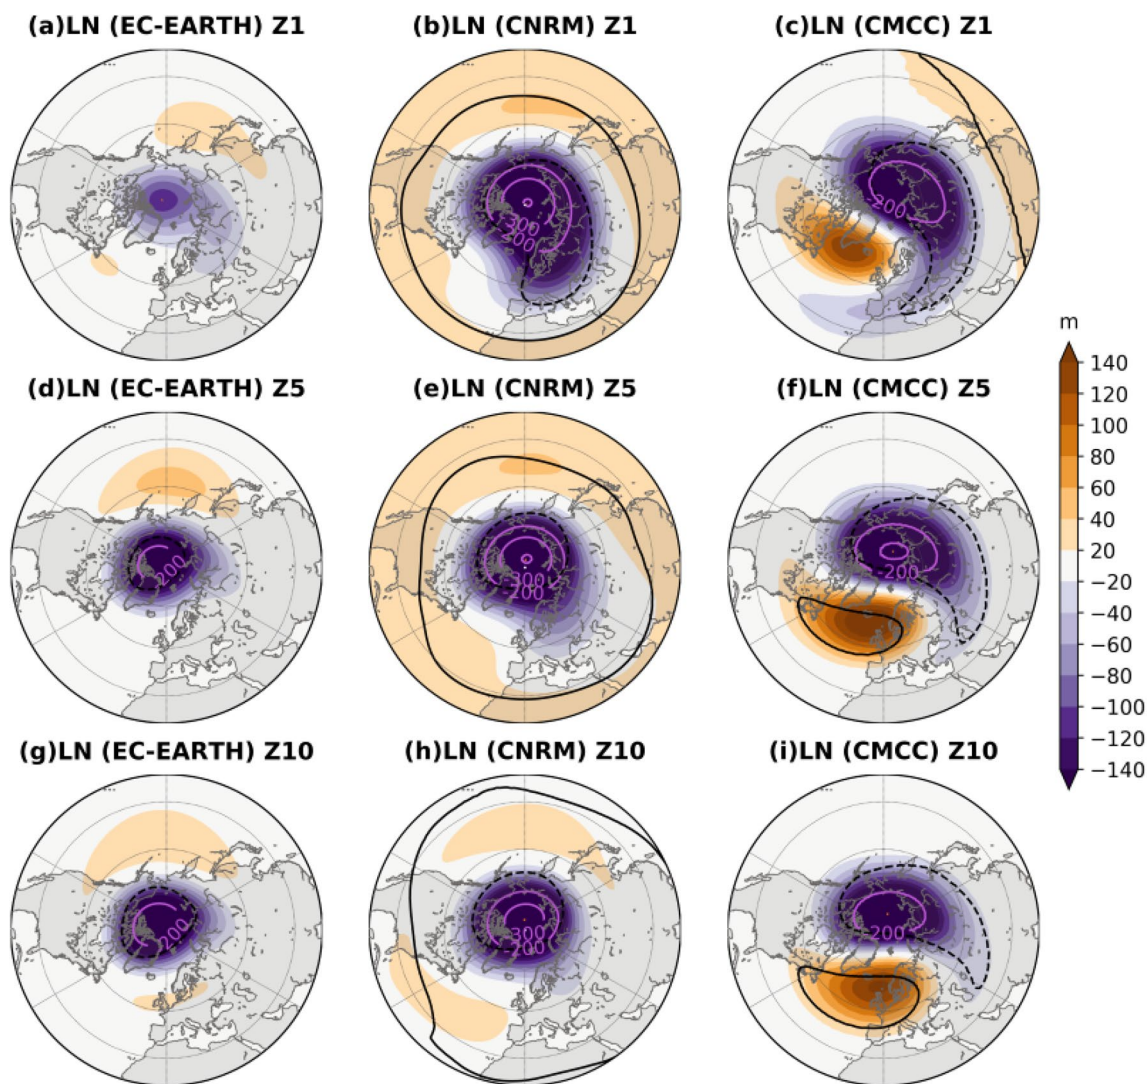 (a)LN (EC-EARTH) Z1
(b)LN (CNRM) Z1
(c)LN (CMCC) Z1
-300
-200
-200
m
(d)LN (EC-EARTH) Z5
(e)LN (CNRM) Z5
(f)LN (CMCC) Z5
140
120
100
80
60
40
20
−20
−40
−60
−80
−100
−120
−140
-200
-300
-200
-200
(g)LN (EC-EARTH) Z10
(h)LN (CNRM) Z10
(i)LN (CMCC) Z10
-200
-300
-200
-200